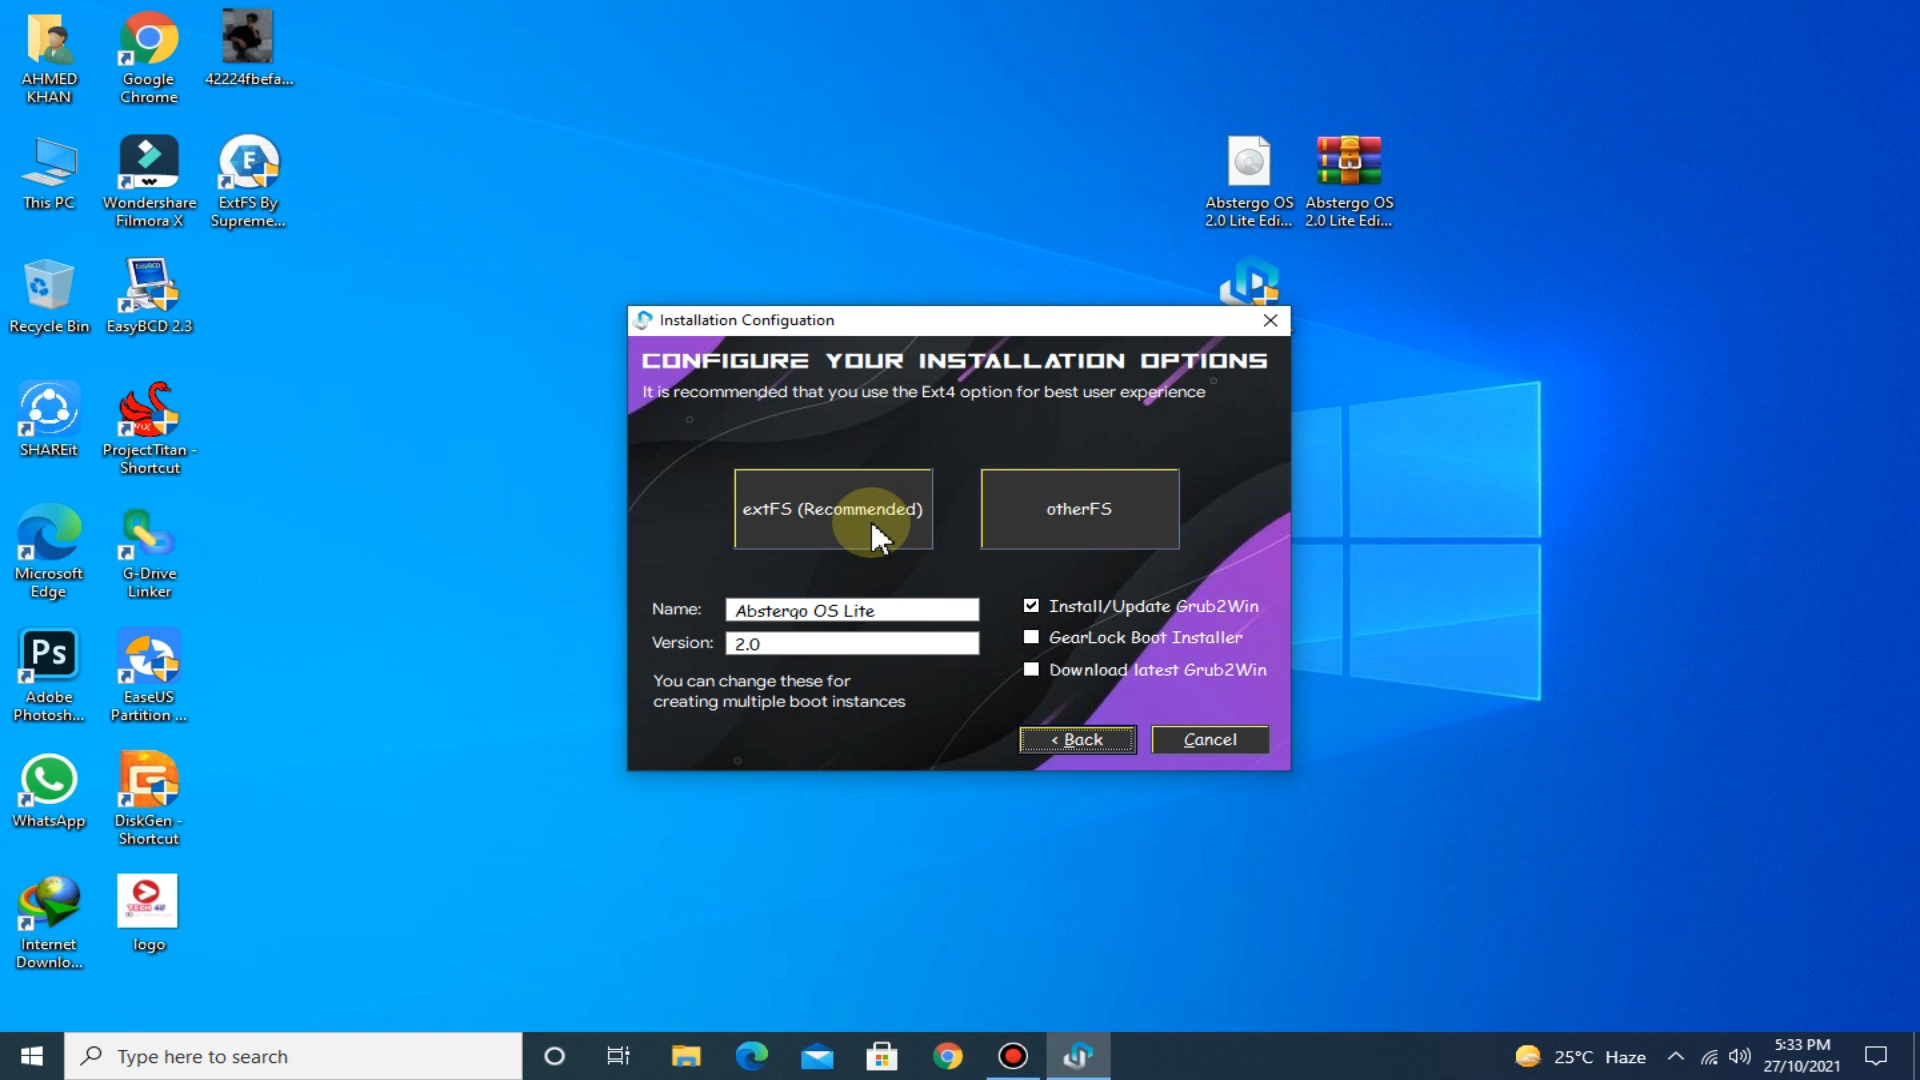 AHMED
KHAN
Google
Chrome
42224fbefa...
This PC
Wondershare
Filmora X
ExtFS By
Supreme...
Abstergo OS
2.0 Lite Edi...
Abstergo OS
2.0 Lite Edi...
Recycle Bin
EasyBCD 2.3
SHAREit
ProjectTitan -
Shortcut
Microsoft
Edge
G-Drive
Linker
Ps
Adobe
Photosh...
EaseUS
Partition ...
WhatsApp
DiskGen -
Shortcut
Internet
Downlo...
TECH 4U
logo
Installation Configuation
CONFIGURE YOUR INSTALLATION OPTIONS
It is recommended that you use the Ext4 option for best user experience
extFS (Recommended)
otherFS
Name: Abstergo OS Lite
Version: 2.0
You can change these for
creating multiple boot instances
Install/Update Grub2Win
GearLock Boot Installer
Download latest Grub2Win
< Back
Cancel
Type here to search
25°C Haze
5:33 PM
27/10/2021